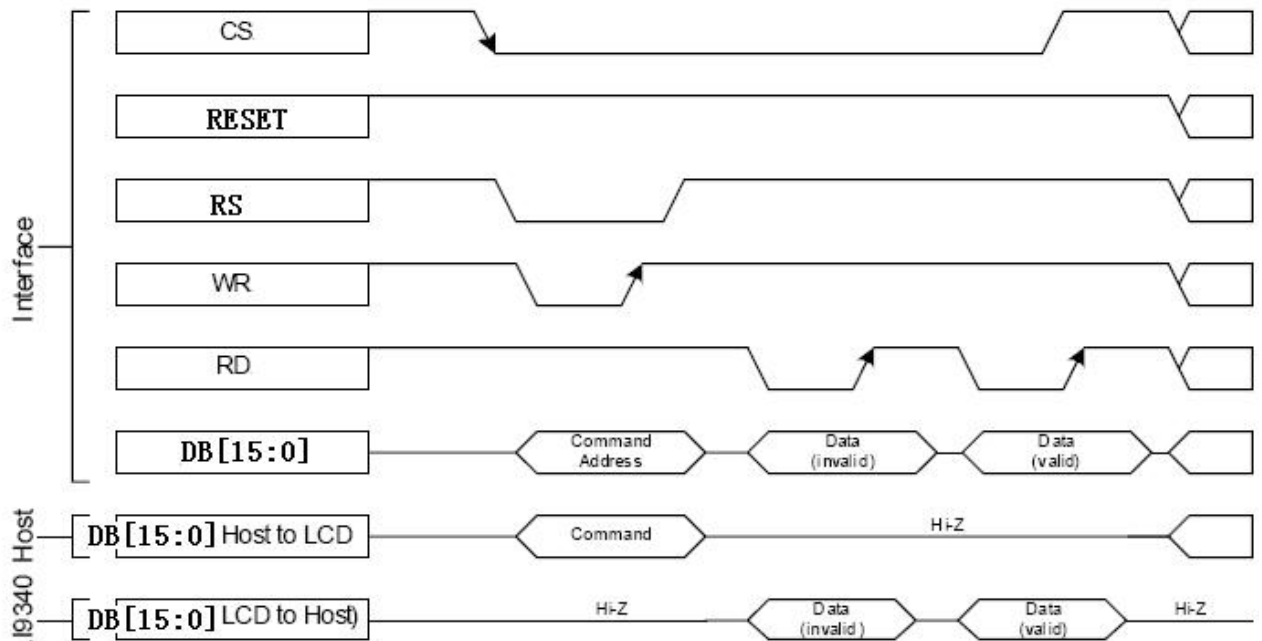 Interface
CS
RESET
RS
WR
RD
DB[15:0]
Command
Address
Data
(invalid)
Data
(valid)
DB[15:0] Host to LCD
Command
Hi-Z
I9340 Host
DB[15:0] LCD to Host)
Hi-Z
Data
(invalid)
Data
(valid)
Hi-Z